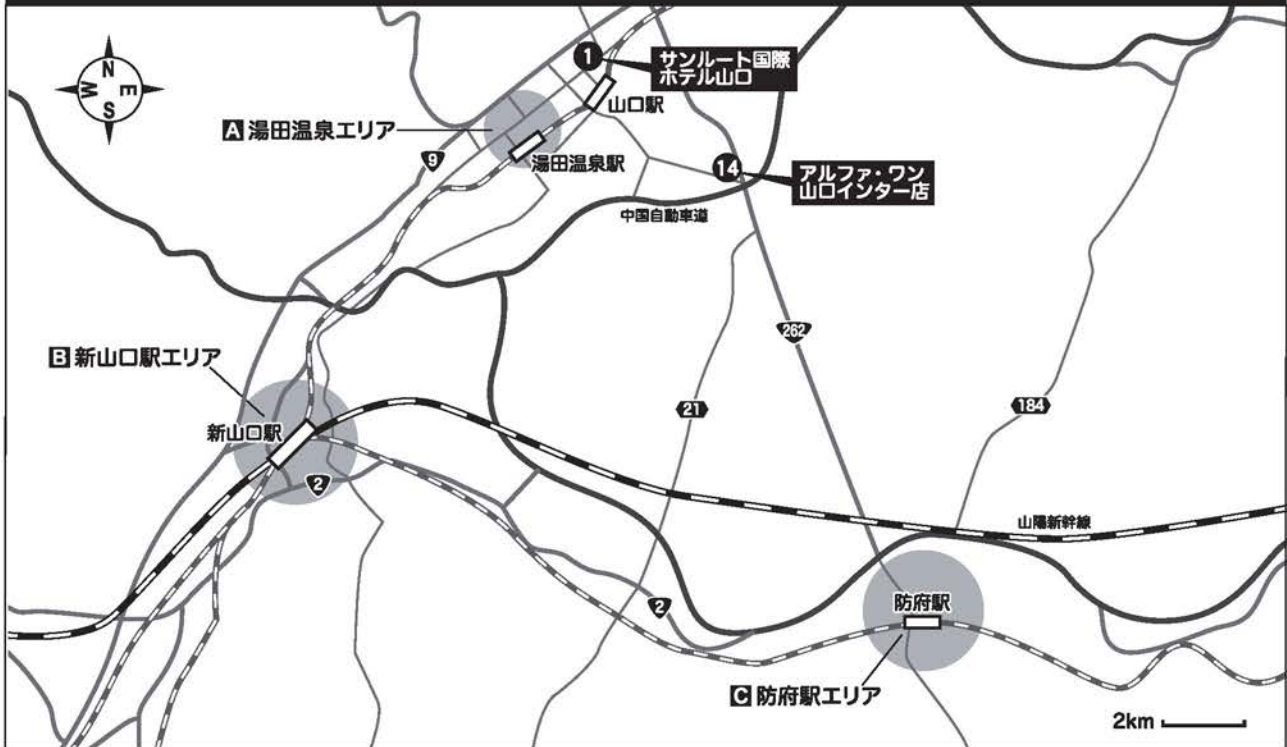 N
W
E
S
1
サンルート国際
ホテル山口
山口駅
A 湯田温泉エリア
9
湯田温泉駅
14
アルファ・ワン
山口インター店
中国自動車道
262
B 新山口駅エリア
新山口駅
21
184
2
山陽新幹線
2
防府駅
C 防府駅エリア
2km